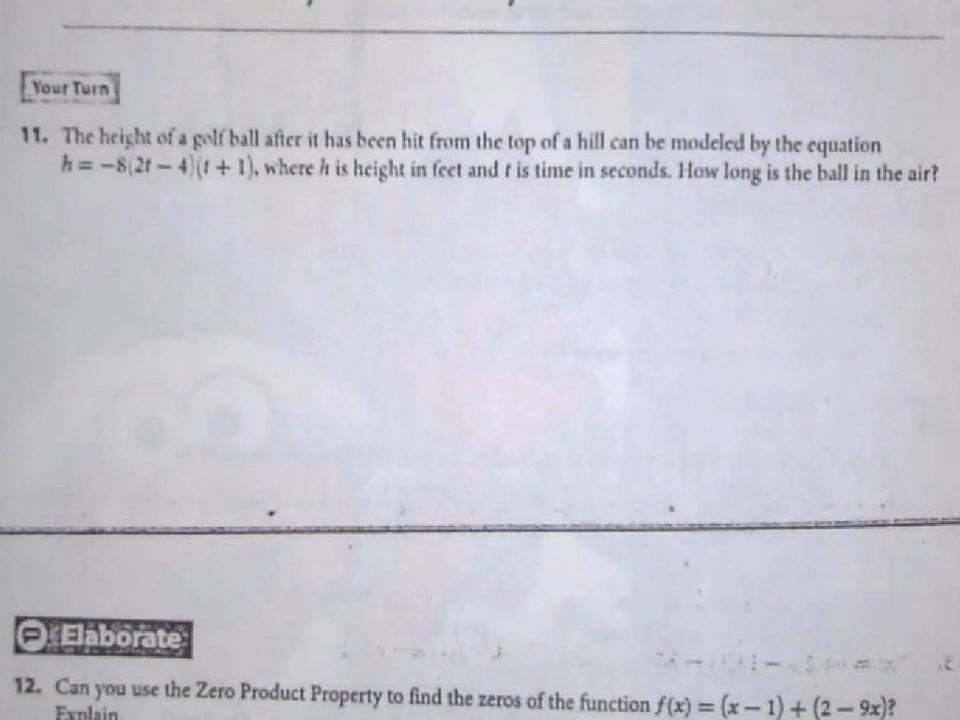 Your Turn
11. The height of a golf ball after it has been hit from the top of a hill can be modeled by the equation
h = −8(2t − 4)(t + 1), where h is height in feet and t is time in seconds. How long is the ball in the air?
Elaborate
12. Can you use the Zero Product Property to find the zeros of the function f(x) = (x − 1) + (2 − 9x)?
Explain.